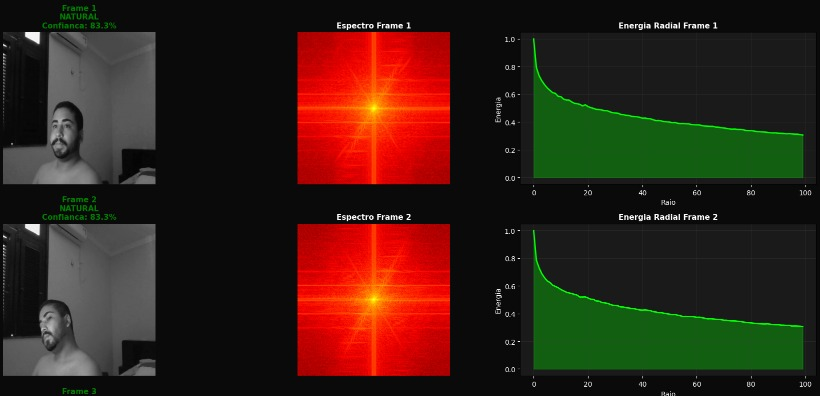 Frame 1
NATURAL
Confianca: 83.3%
Espectro Frame 1
Energia Radial Frame 1
1.0
0.8
0.6
0.4
0.2
0.0
Energia
0 20 40 60 80 100
Raio
Frame 2
NATURAL
Confianca: 83.3%
Espectro Frame 2
Energia Radial Frame 2
1.0
0.8
0.6
0.4
0.2
0.0
Energia
0 20 40 60 80 100
Raio
Frame 3